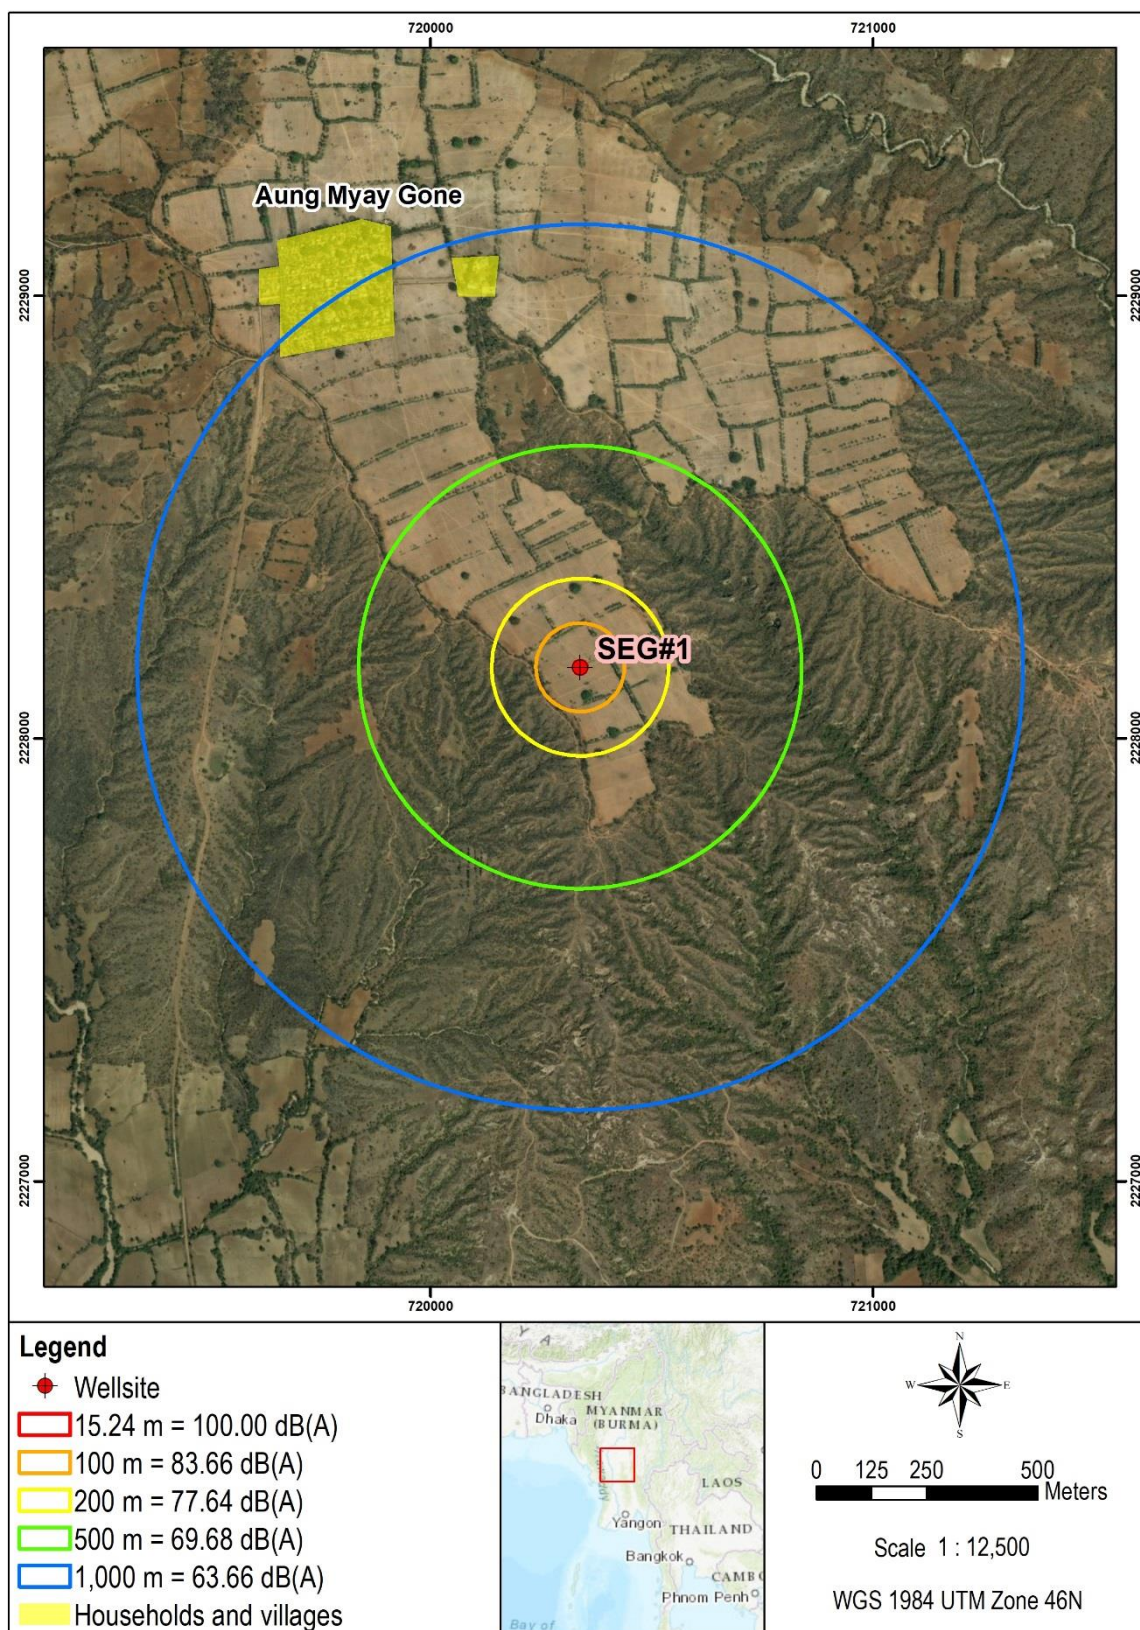 720000
721000
Aung Myay Gone
2229000
2229000
SEG#1
2228000
2228000
2227000
2227000
720000
721000
Legend
Wellsite
15.24 m = 100.00 dB(A)
100 m = 83.66 dB(A)
200 m = 77.64 dB(A)
500 m = 69.68 dB(A)
1,000 m = 63.66 dB(A)
Households and villages
Y A
BANGLADESH
Dhaka
MYANMAR
(BURMA)
LAOS
Yangon
THAILAND
Bangkok
CAMBO
Phnom Penh
Bay of
N
W
E
S
0 125 250 500
Meters
Scale 1 : 12,500
WGS 1984 UTM Zone 46N